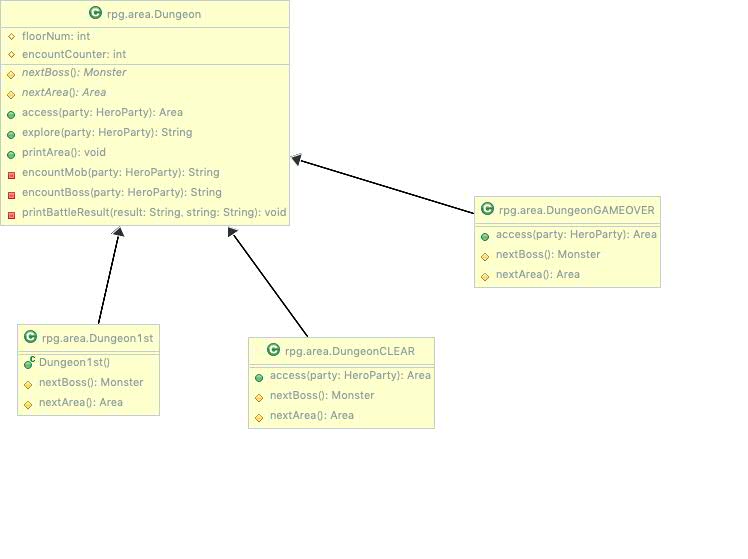 C rpg.area.Dungeon
floorNum: int
encountCounter: int
nextBoss(): Monster
nextArea(): Area
access(party: HeroParty): Area
explore(party: HeroParty): String
printArea(): void
encountMob(party: HeroParty): String
encountBoss(party: HeroParty): String
printBattleResult(result: String, string: String): void
C rpg.area.DungeonGAMEOVER
access(party: HeroParty): Area
nextBoss(): Monster
nextArea(): Area
C rpg.area.Dungeon1st
C Dungeon1st()
nextBoss(): Monster
nextArea(): Area
C rpg.area.DungeonCLEAR
access(party: HeroParty): Area
nextBoss(): Monster
nextArea(): Area